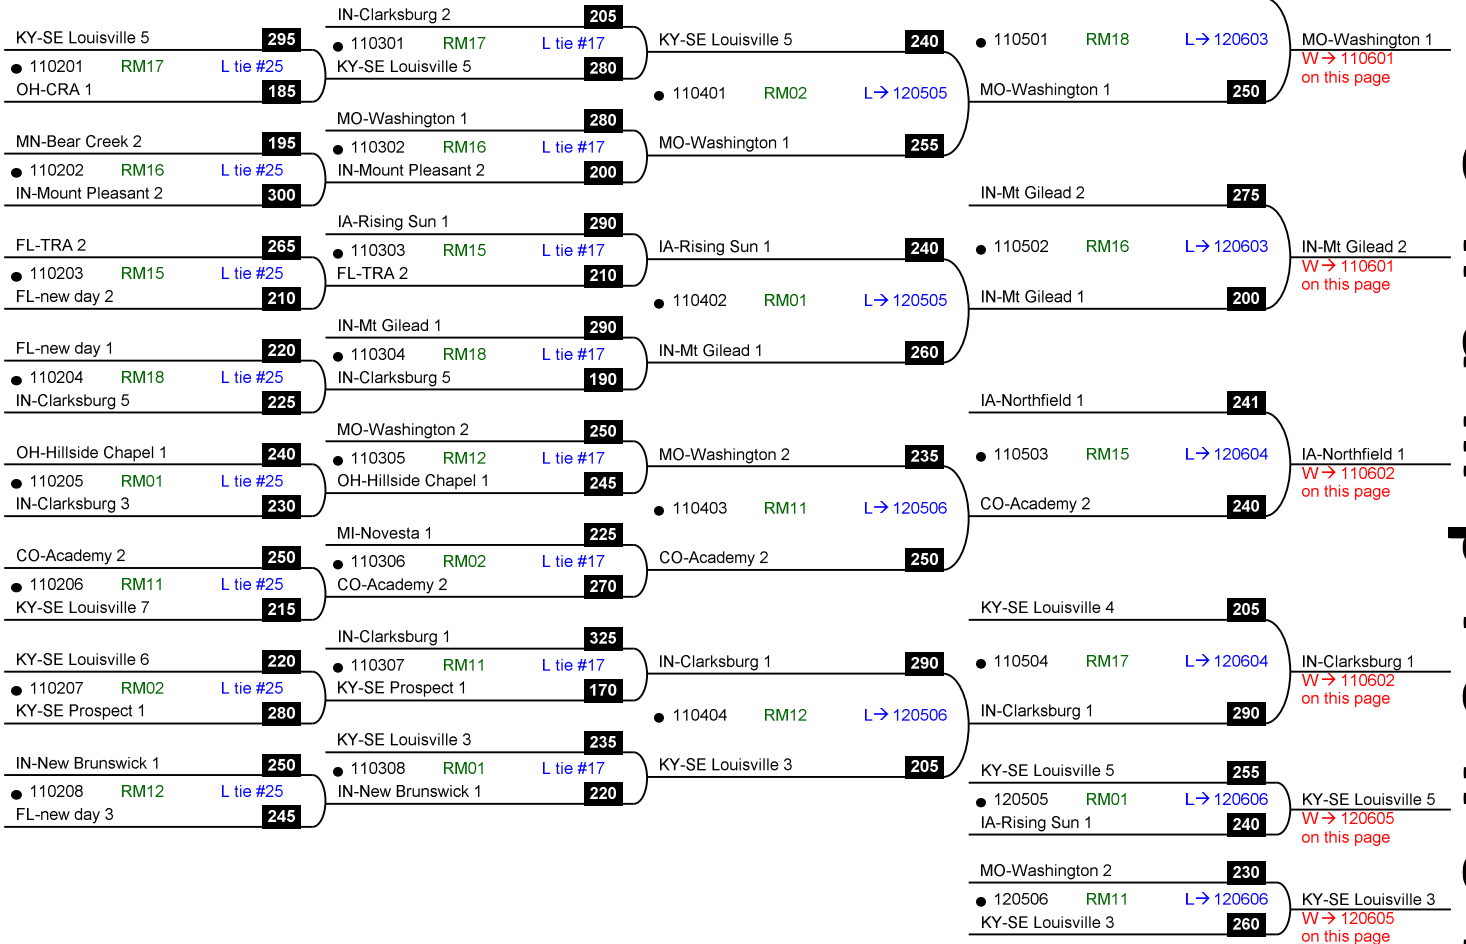 KY-SE Louisville 5 295
110201 RM17 L tie #25
OH-CRA 1 185
MN-Bear Creek 2 195
110202 RM16 L tie #25
IN-Mount Pleasant 2 300
FL-TRA 2 265
110203 RM15 L tie #25
FL-new day 2 210
FL-new day 1 220
110204 RM18 L tie #25
IN-Clarksburg 5 225
OH-Hillside Chapel 1 240
110205 RM01 L tie #25
IN-Clarksburg 3 230
CO-Academy 2 250
110206 RM11 L tie #25
KY-SE Louisville 7 215
KY-SE Louisville 6 220
110207 RM02 L tie #25
KY-SE Prospect 1 280
IN-New Brunswick 1 250
110208 RM12 L tie #25
FL-new day 3 245
IN-Clarksburg 2 205
110301 RM17 L tie #17
KY-SE Louisville 5 280
MO-Washington 1 280
110302 RM16 L tie #17
IN-Mount Pleasant 2 200
IA-Rising Sun 1 290
110303 RM15 L tie #17
FL-TRA 2 210
IN-Mt Gilead 1 290
110304 RM18 L tie #17
IN-Clarksburg 5 190
MO-Washington 2 250
110305 RM12 L tie #17
OH-Hillside Chapel 1 245
MI-Novesta 1 225
110306 RM02 L tie #17
CO-Academy 2 270
IN-Clarksburg 1 325
110307 RM11 L tie #17
KY-SE Prospect 1 170
KY-SE Louisville 3 235
110308 RM01 L tie #17
IN-New Brunswick 1 220
KY-SE Louisville 5 240
110401 RM02 L→120505
MO-Washington 1 255
IA-Rising Sun 1 240
110402 RM01 L→120505
IN-Mt Gilead 1 260
MO-Washington 2 235
110403 RM11 L→120506
CO-Academy 2 250
IN-Clarksburg 1 290
110404 RM12 L→120506
KY-SE Louisville 3 205
110501 RM18 L→120603
MO-Washington 1 250
IN-Mt Gilead 2 275
110502 RM16 L→120603
IN-Mt Gilead 1 200
IA-Northfield 1 241
110503 RM15 L→120604
CO-Academy 2 240
KY-SE Louisville 4 205
110504 RM17 L→120604
IN-Clarksburg 1 290
KY-SE Louisville 5 255
120505 RM01 L→120606
IA-Rising Sun 1 240
MO-Washington 2 230
120506 RM11 L→120606
KY-SE Louisville 3 260
MO-Washington 1
W→110601
on this page
IN-Mt Gilead 2
W→110601
on this page
IA-Northfield 1
W→110602
on this page
IN-Clarksburg 1
W→110602
on this page
KY-SE Louisville 5
W→120605
on this page
KY-SE Louisville 3
W→120605
on this page